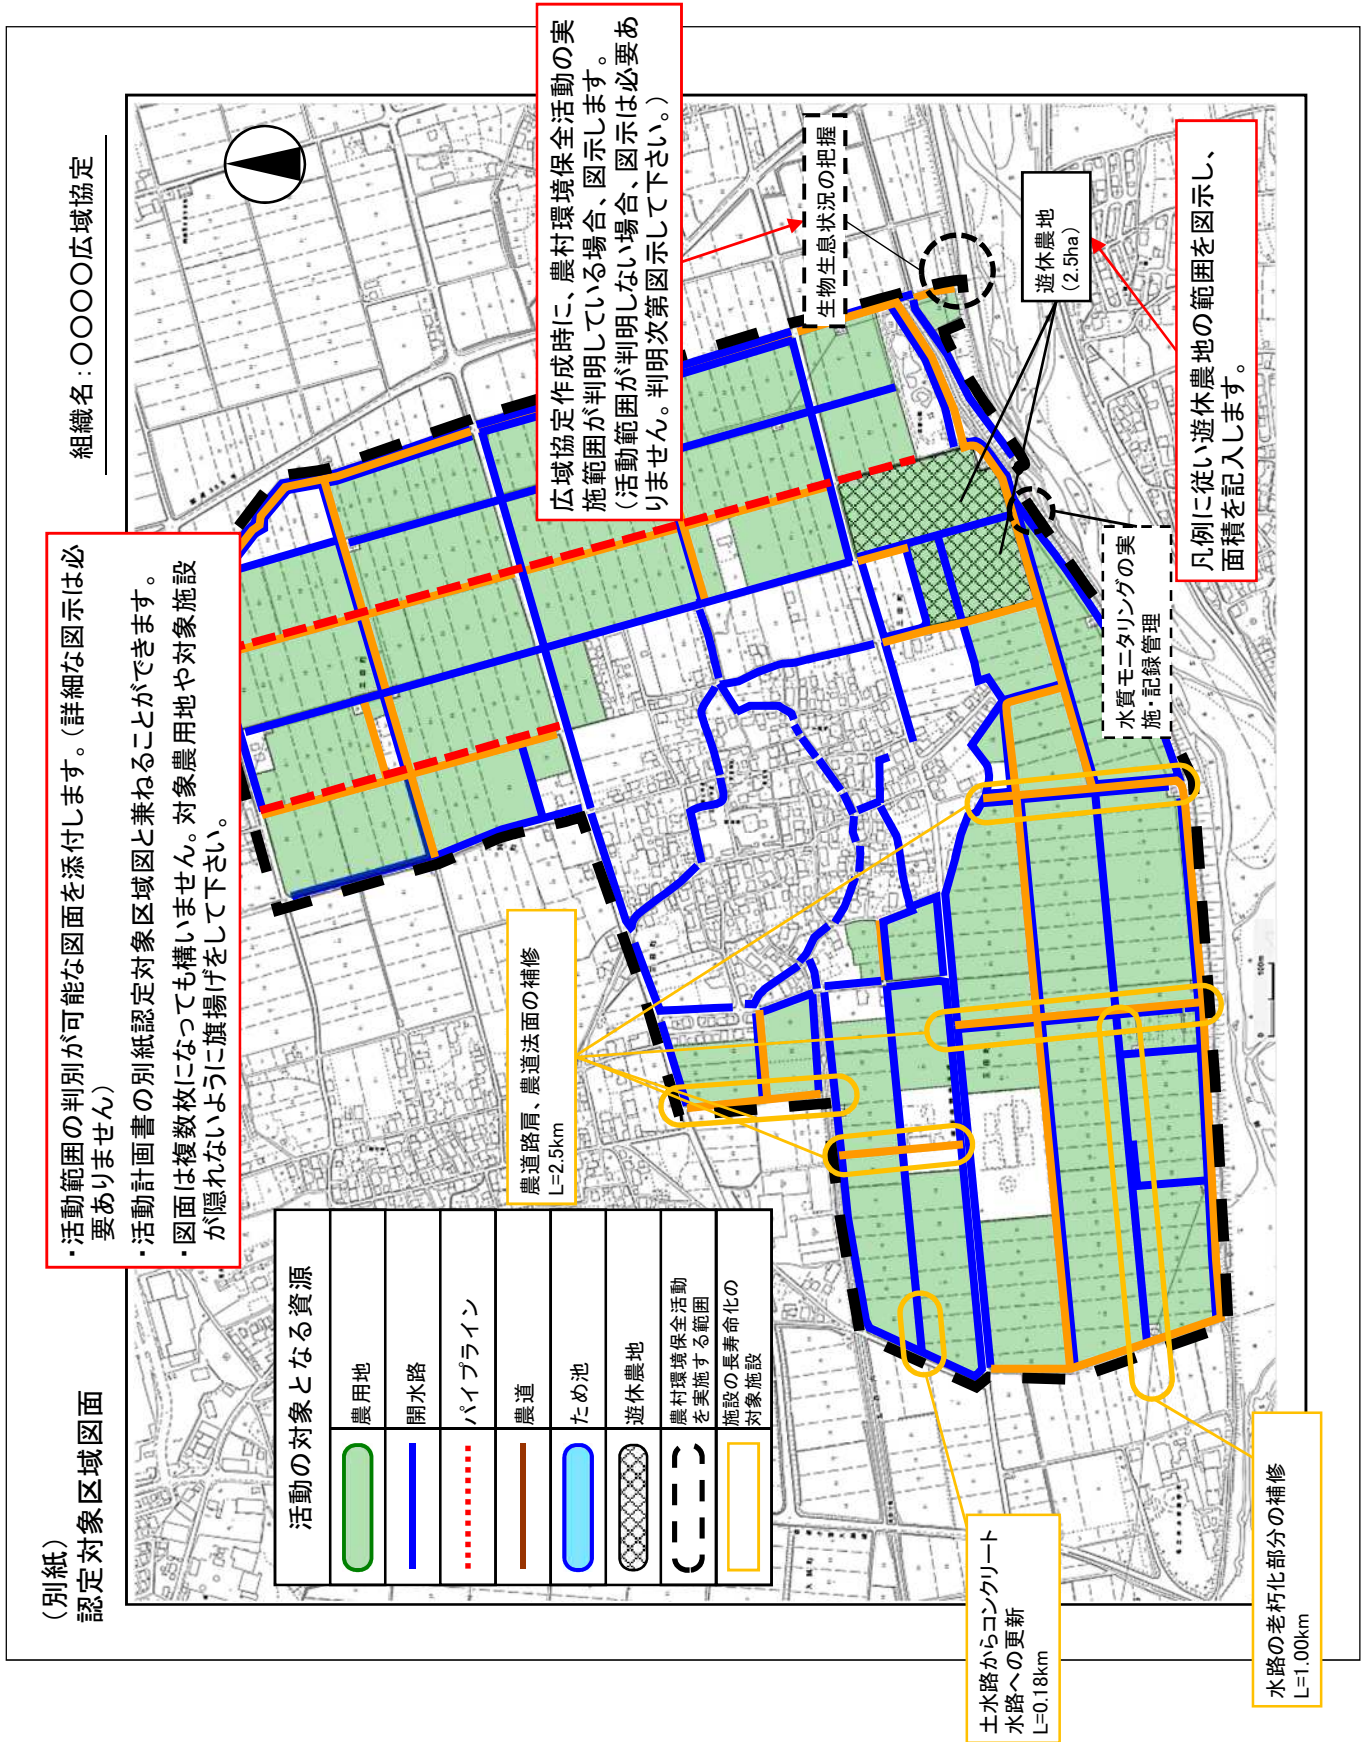 （別紙）
認定対象区域図面
組織名：〇〇〇〇広域協定
・活動範囲の判別が可能な図面を添付します。（詳細な図示は必
要ありません）
・活動計画書の別紙認定対象区域図と兼ねることができます。
・図面は複数枚になっても構いません。対象農用地や対象施設
が隠れないように旗揚げをして下さい。
広域協定作成時に、農村環境保全活動の実
施範囲が判明している場合、図示します。
（活動範囲が判明しない場合、図示は必要あ
りません。判明次第図示して下さい。）
生物生息状況の把握
遊休農地
（2.5ha）
凡例に従い遊休農地の範囲を図示し、
面積を記入します。
水質モニタリングの実
施・記録管理
農道路肩、農道法面の補修
L=2.5km
活動の対象となる資源
農用地
開水路
パイプライン
農道
ため池
遊休農地
農村環境保全活動
を実施する範囲
施設の長寿命化の
対象施設
土水路からコンクリート
水路への更新
L=0.18km
水路の老朽化部分の補修
L=1.00km
0 100m